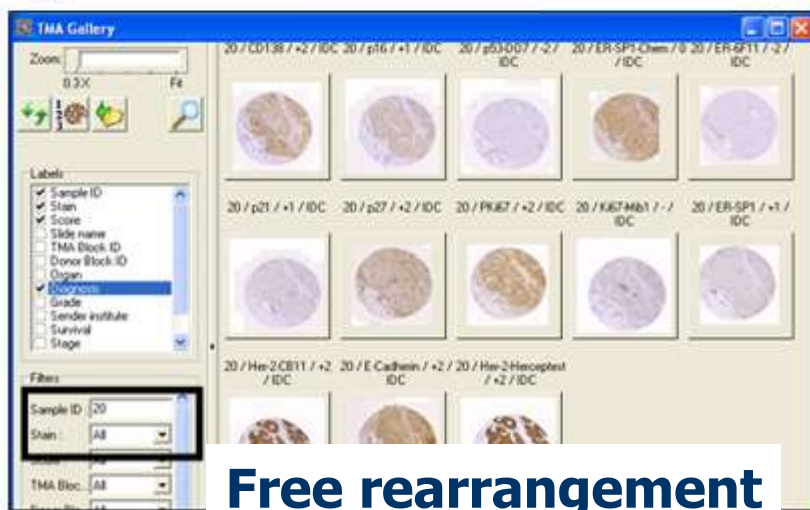 TMA Gallery
Zoom:
0.3X Fit
Labels
Sample ID
Stain
Score
Slide name
TMA Block ID
Donor Block ID
Organ
Diagnosis
Grade
Sender institute
Survival
Stage
Filters
Sample ID : 20
Stain : All
All
TMA Bloc.. All
20 / CD138 / +2 / IDC
20 / p16 / +1 / IDC
20 / p53-DO7 / -2 /
IDC
20 / ER-SP1-Chem / 0
/ IDC
20 / ER-6F11 / -2 /
IDC
20 / p21 / +1 / IDC
20 / p27 / +2 / IDC
20 / PKi67 / +2 / IDC
20 / Ki67-Mib1 / - /
IDC
20 / ER-SP1 / +1 /
IDC
20 / Her-2-CB11 / +2
/ IDC
20 / E-Cadherin / +2 /
IDC
20 / Her-2-Herceptest
/ +2 / IDC
Free rearrangement